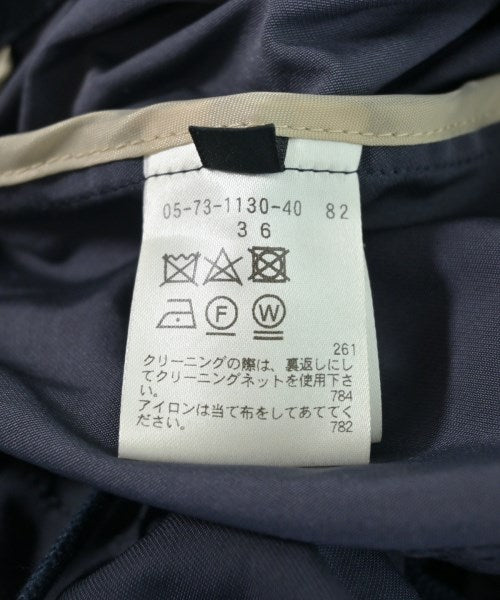 05-73-1130-40 82
36
F W
261
クリーニングの際は、裏返しにし
てクリーニングネットを使用下さ
い。 784
アイロンは当て布をしてあててく
ださい。 782